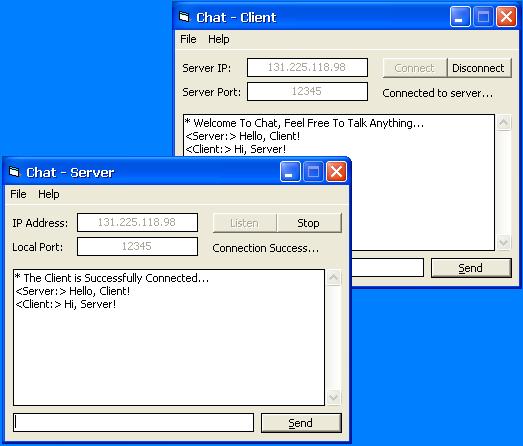 Chat - Client
File Help
Server IP: 131.225.118.98 Connect Disconnect
Server Port: 12345 Connected to server...
* Welcome To Chat, Feel Free To Talk Anything...
<Server:> Hello, Client!
<Client:> Hi, Server!
Send
Chat - Server
File Help
IP Address: 131.225.118.98 Listen Stop
Local Port: 12345 Connection Success...
* The Client is Successfully Connected...
<Server:> Hello, Client!
<Client:> Hi, Server!
Send